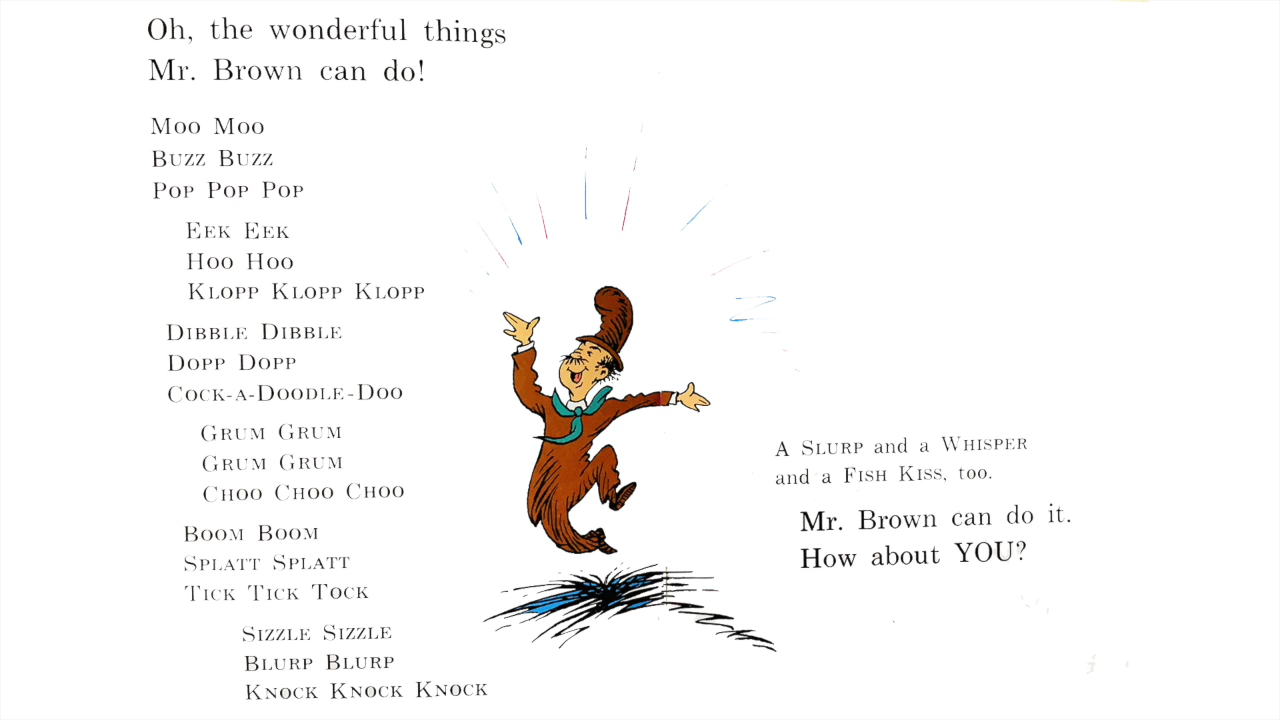 Oh, the wonderful things
Mr. Brown can do!
MOO MOO
BUZZ BUZZ
POP POP POP
EEK EEK
HOO HOO
KLOPP KLOPP KLOPP
DIBBLE DIBBLE
DOPP DOPP
COCK-A-DOODLE-DOO
GRUM GRUM
GRUM GRUM
CHOO CHOO CHOO
BOOM BOOM
SPLATT SPLATT
TICK TICK TOCK
SIZZLE SIZZLE
BLURP BLURP
KNOCK KNOCK KNOCK
A SLURP and a WHISPER
and a FISH KISS, too.
Mr. Brown can do it.
How about YOU?